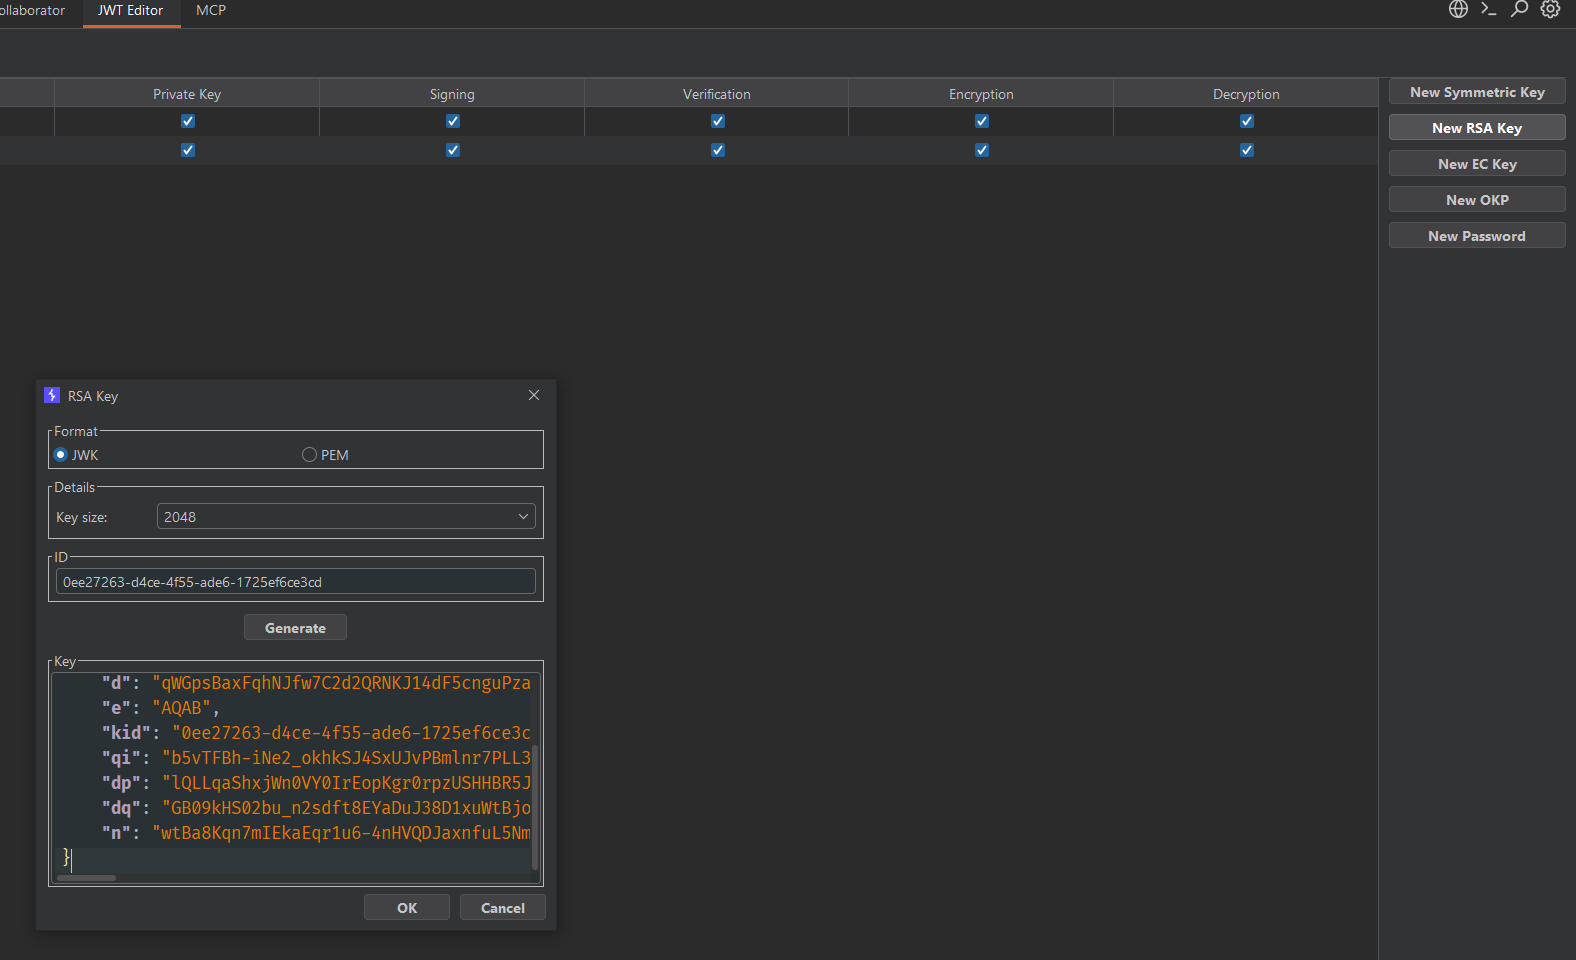 ollaborator JWT Editor MCP
Private Key Signing Verification Encryption Decryption
New Symmetric Key
New RSA Key
New EC Key
New OKP
New Password
RSA Key
Format
JWK PEM
Details
Key size: 2048
ID
0ee27263-d4ce-4f55-ade6-1725ef6ce3cd
Generate
Key
"d": "qWGpsBaxFqhNJfw7C2d2QRNKJ14dF5cnguPza
"e": "AQAB",
"kid": "0ee27263-d4ce-4f55-ade6-1725ef6ce3c
"qi": "b5vTFBh-iNe2_okhkSJ4SxUJvPBmlnr7PLL3
"dp": "lQLLqaShxjWn0VY0IrEopKgr0rpzUSHHBR5J
"dq": "GB09kHS02bu_n2sdft8EYaDuJ38D1xuWtBjo
"n": "wtBa8Kqn7mIEkaEqr1u6-4nHVQDJaxnfuL5Nm
}
OK Cancel